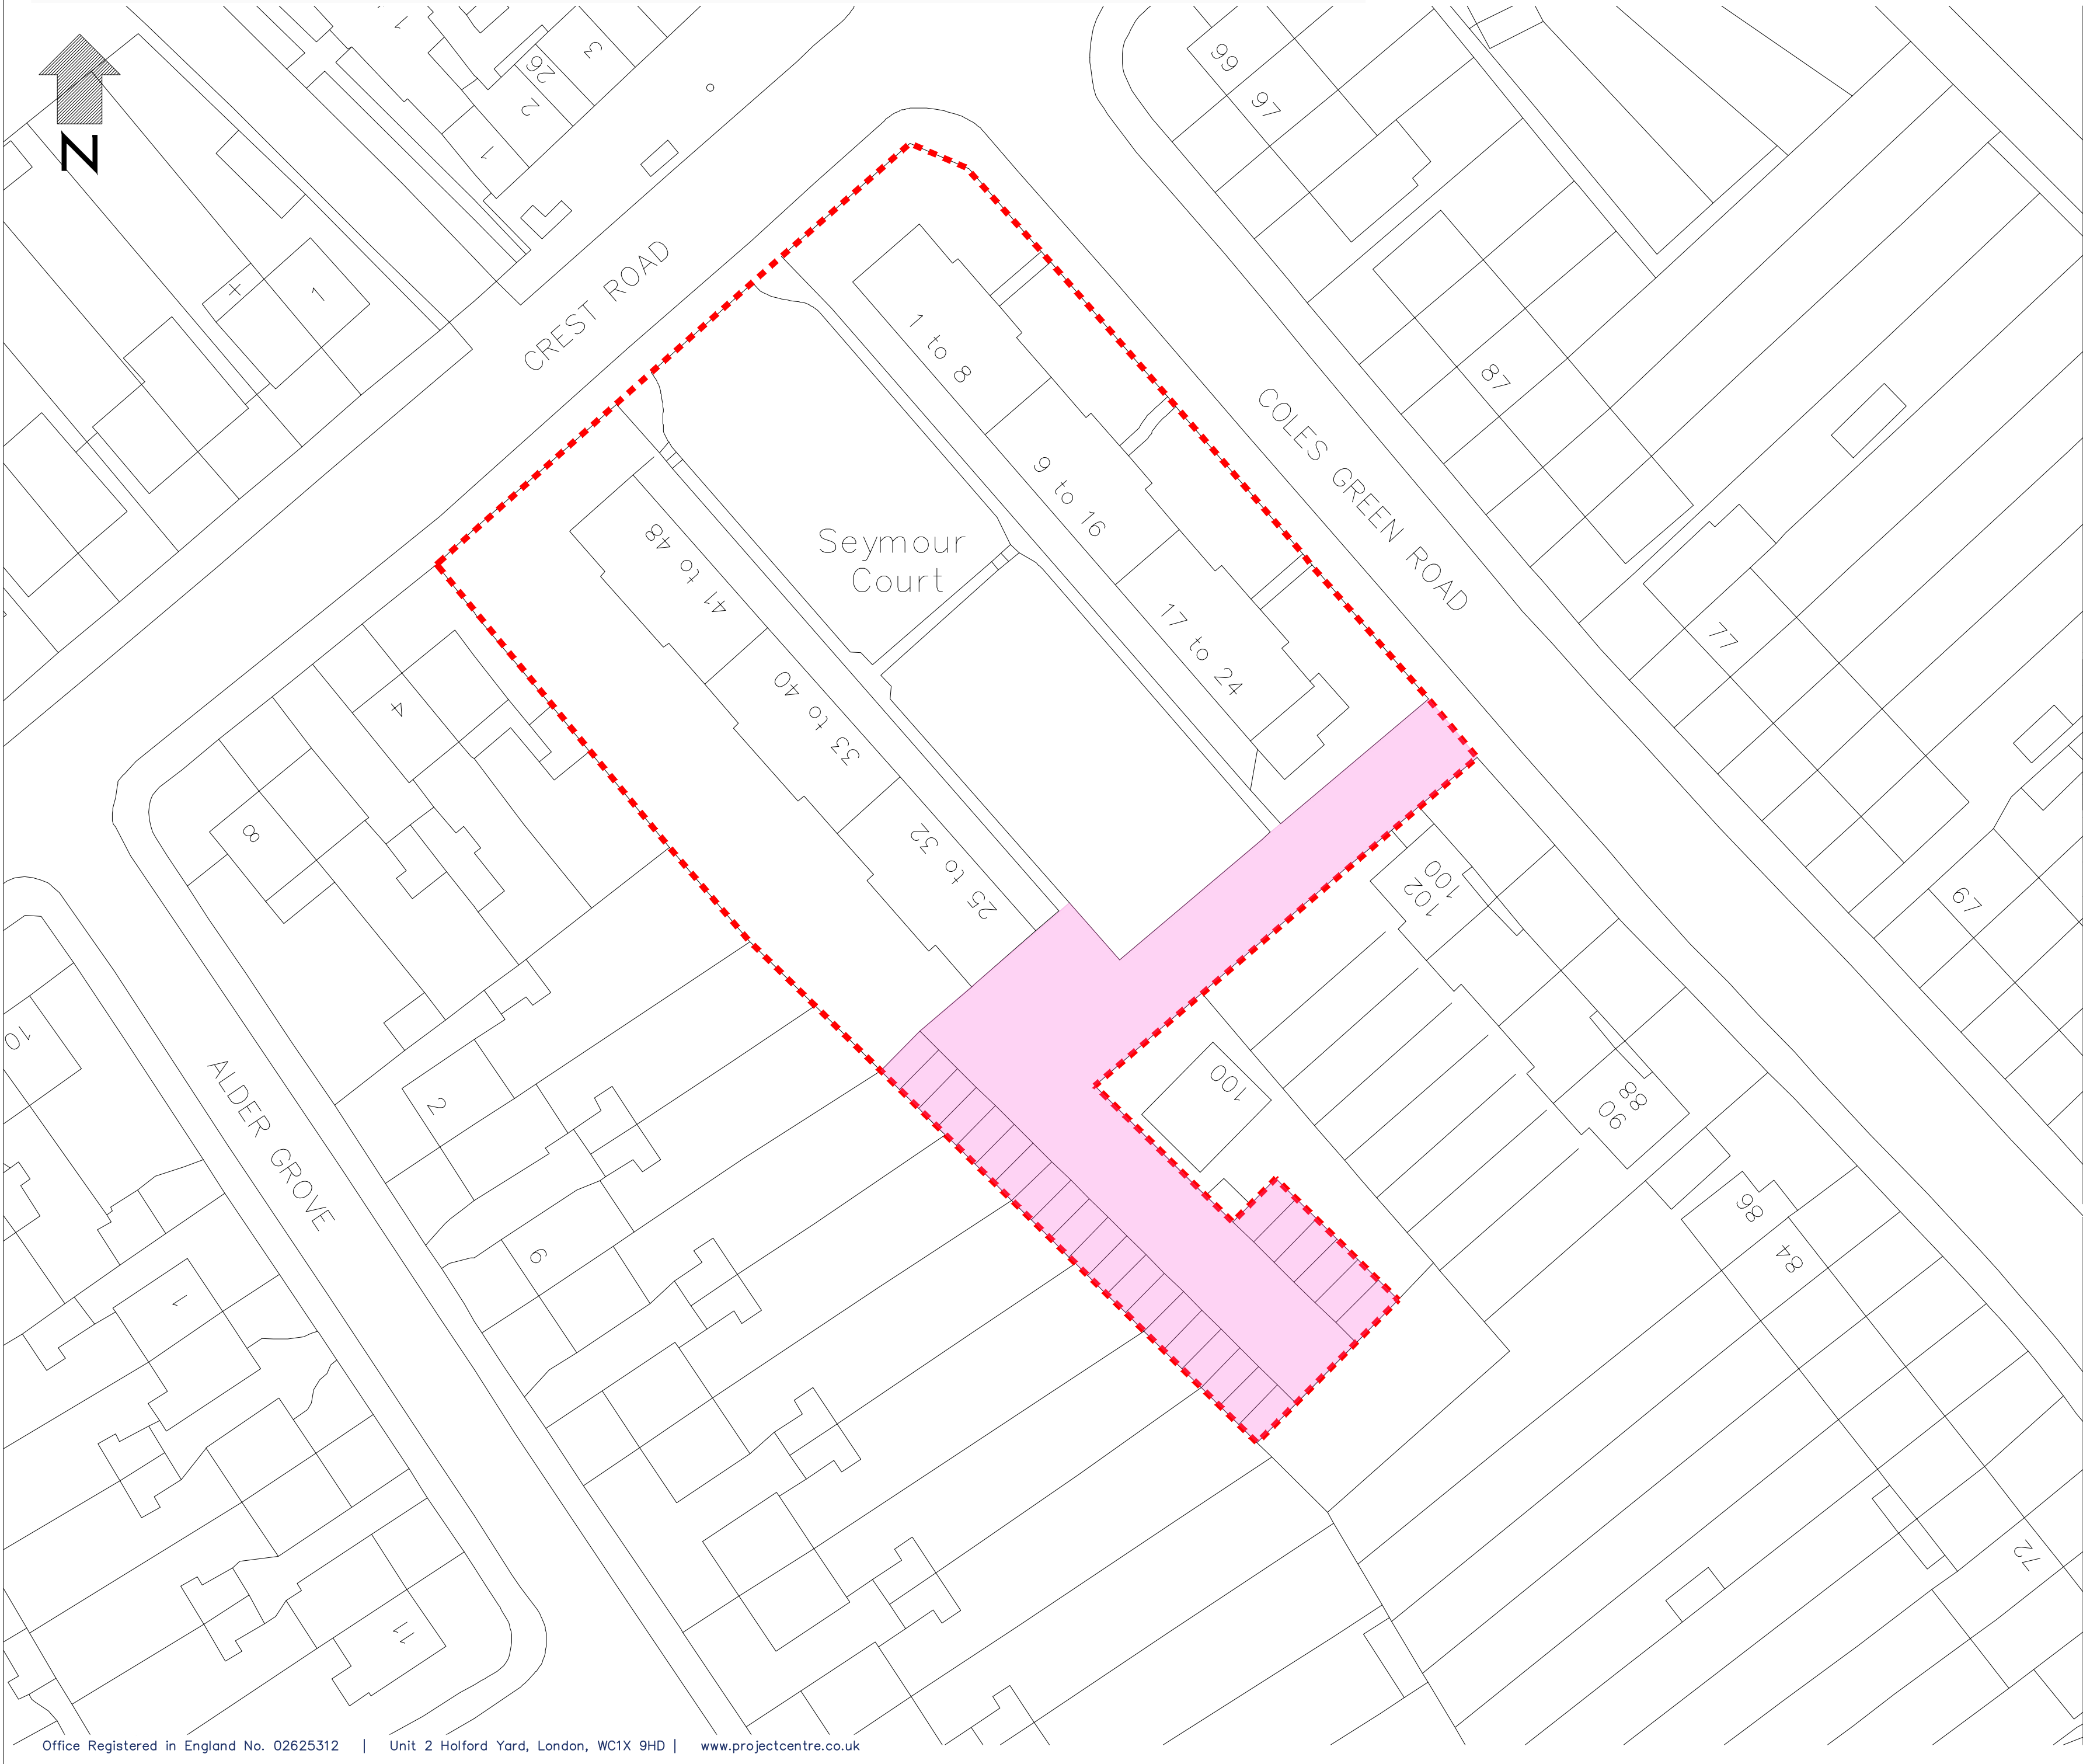 N
1
3
26
2
1
99
97
1
CREST ROAD
1 to 8
87
COLES GREEN ROAD
9 to 16
Seymour
Court
41 to 48
17 to 24
77
4
33 to 40
8
25 to 32
100
102
67
10
ALDER GROVE
2
100
88
90
86
84
9
1
11
72
Office Registered in England No. 02625312 | Unit 2 Holford Yard, London, WC1X 9HD | www.projectcentre.co.uk